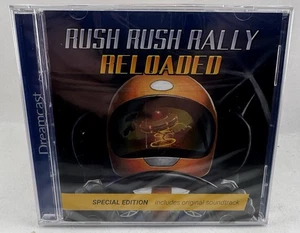 RUSH RUSH RALLY
RELOADED
Dreamcast
SPECIAL EDITION includes original soundtrack